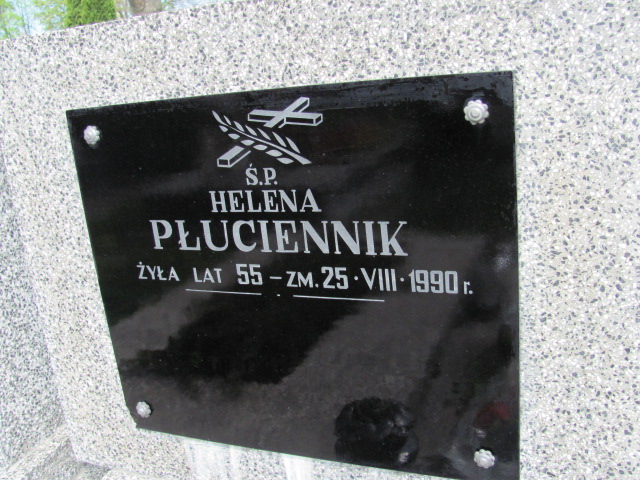 Ś.P.
HELENA
PŁUCIENNIK
ŻYŁA LAT 55 – ZM. 25·VIII·1990 r.